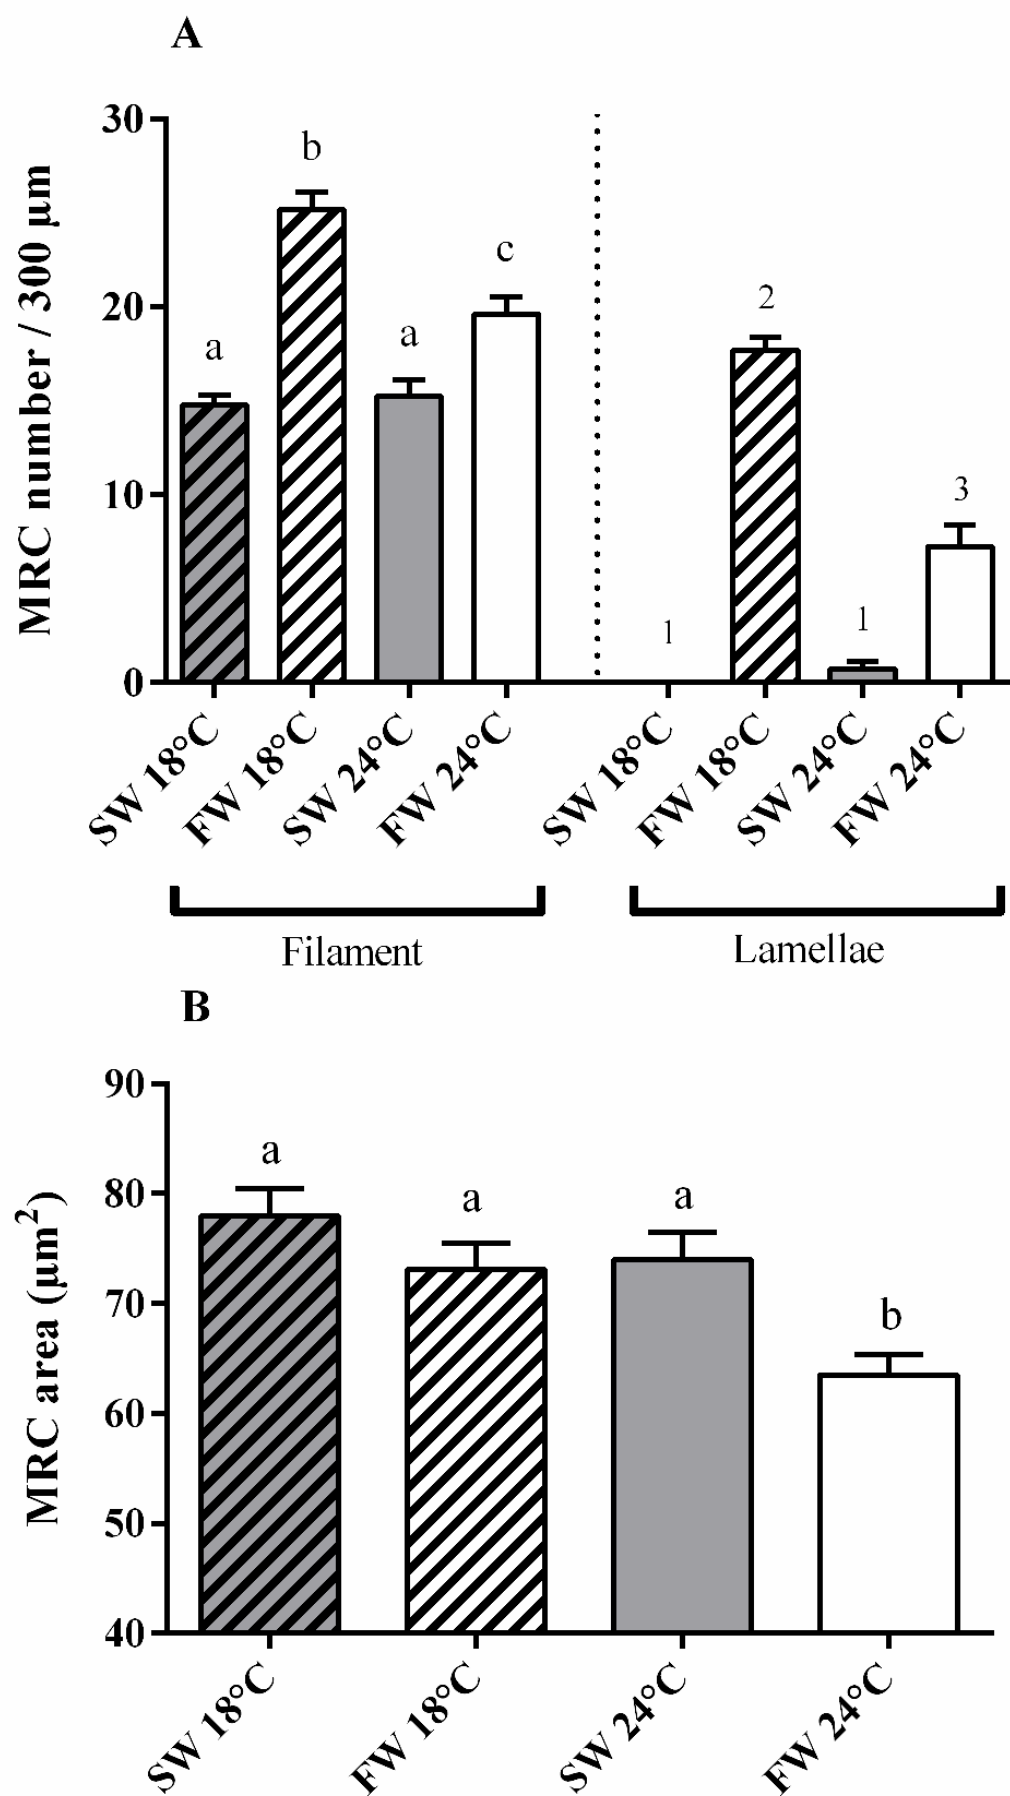 A
MRC number / 300 µm
30
20
10
0
a
b
a
c
1
2
1
3
SW 18°C
FW 18°C
SW 24°C
FW 24°C
SW 18°C
FW 18°C
SW 24°C
FW 24°C
Filament
Lamellae
B
MRC area (µm²)
90
80
70
60
50
40
a
a
a
b
SW 18°C
FW 18°C
SW 24°C
FW 24°C